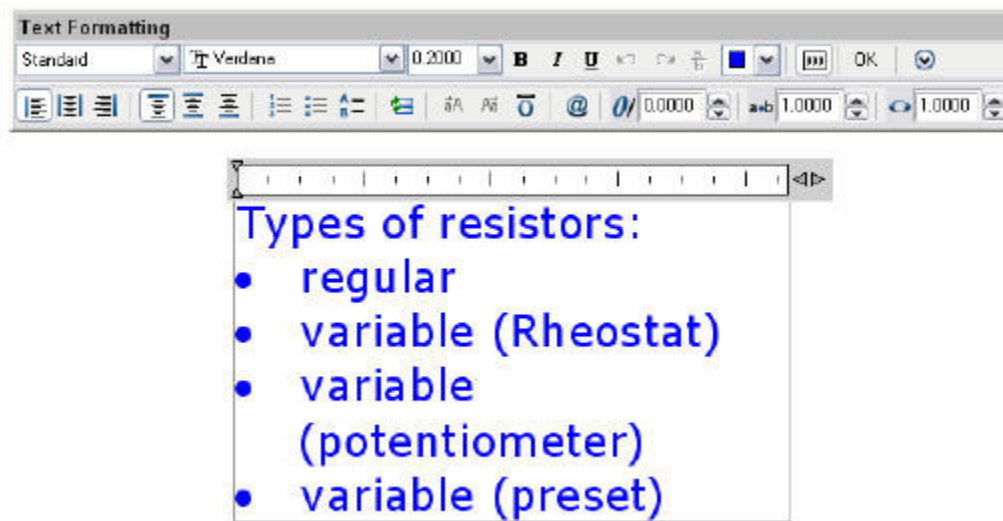 Text Formatting
Standard Verdana 0.2000 B I U OK
@ 0/ 0.0000 a•b 1.0000 1.0000
Types of resistors:
• regular
• variable (Rheostat)
• variable
(potentiometer)
• variable (preset)